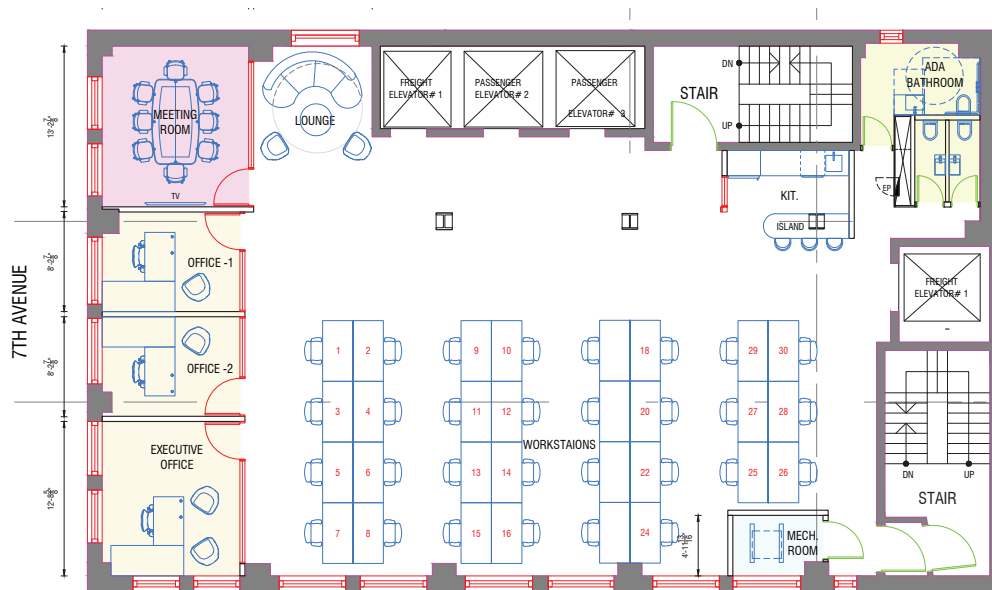 FREIGHT
ELEVATOR# 1
PASSENGER
ELEVATOR# 2
PASSENGER
ELEVATOR# 3
DN
STAIR
UP
ADA
BATHROOM
MEETING
ROOM
TV
LOUNGE
KIT.
ISLAND
EP
7TH AVENUE
OFFICE -1
OFFICE -2
EXECUTIVE
OFFICE
FREIGHT
ELEVATOR# 1
1 2 9 10 18 29 30
3 4 11 12 20 27 28
WORKSTAIONS
5 6 13 14 22 25 26
7 8 15 16 24
MECH.
ROOM
DN UP
STAIR